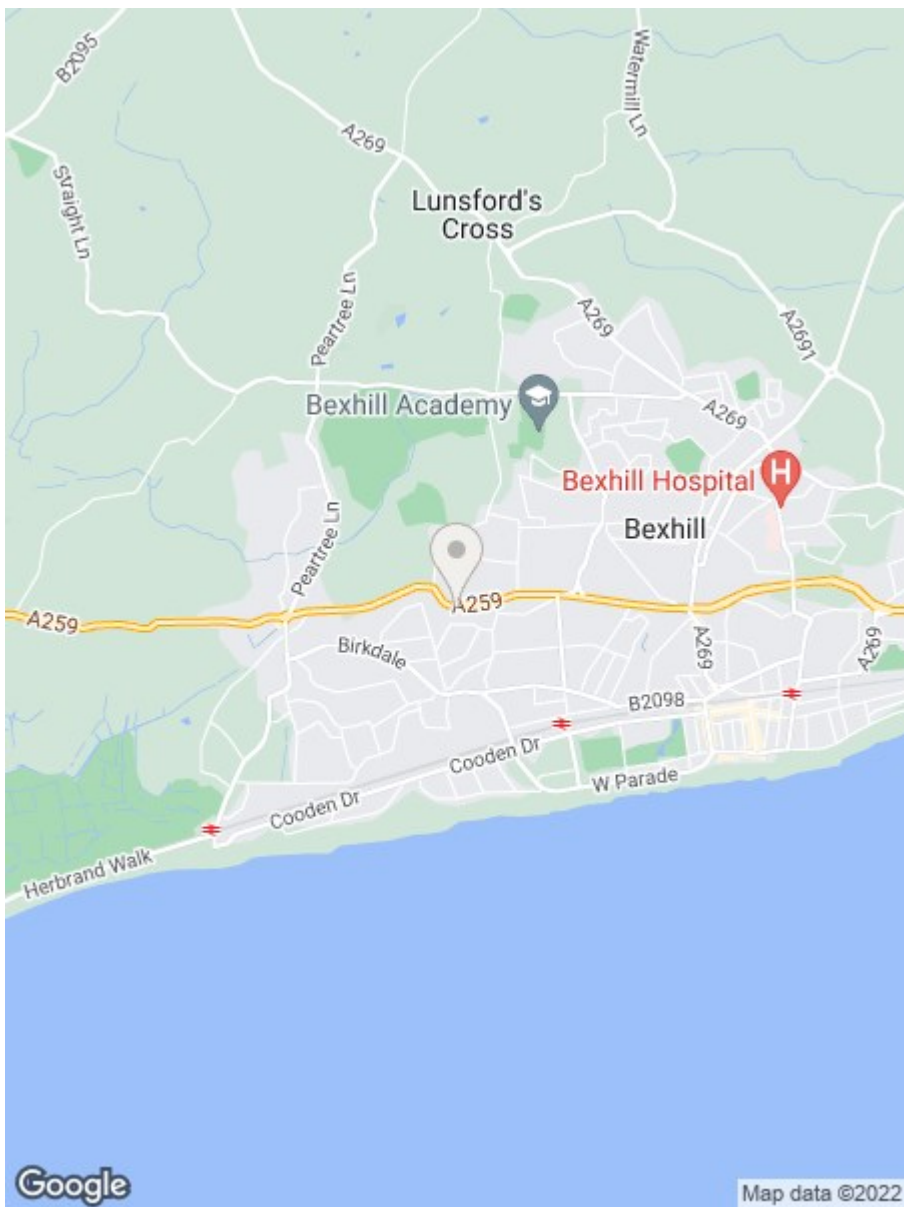 B2095
Watermill Ln
A269
Straight Ln
Lunsford's
Cross
Peartree Ln
A269
A2691
Bexhill Academy
A269
Bexhill Hospital
H
Bexhill
Peartree Ln
A259
A259
Birkdale
A269
A269
B2098
Cooden Dr
W Parade
Cooden Dr
Herbrand Walk
Google
Map data ©2022